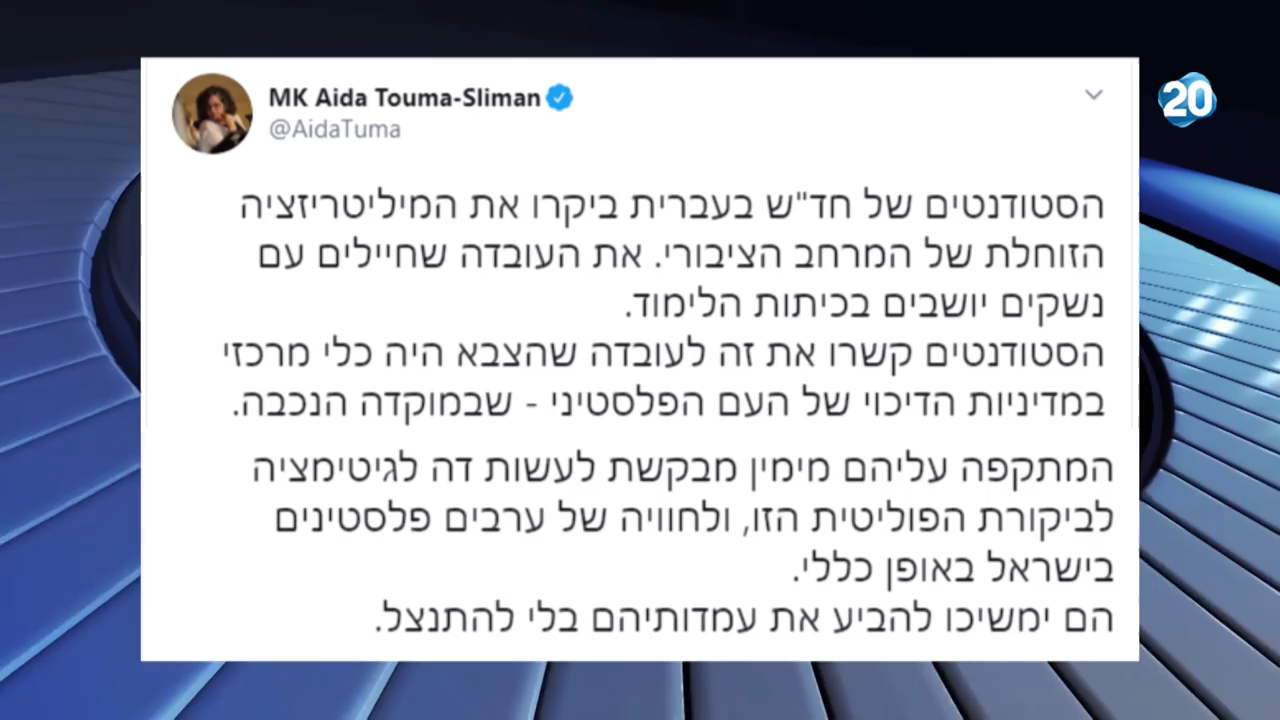 MK Aida Touma-Sliman
@AidaTuma
20
הסטודנטים של חד"ש בעברית ביקרו את המיליטריזציה
הזוחלת של המרחב הציבורי. את העובדה שחיילים עם
נשקים יושבים בכיתות הלימוד.
הסטודנטים קשרו את זה לעובדה שהצבא היה כלי מרכזי
במדיניות הדיכוי של העם הפלסטיני - שבמוקדה הנכבה.
המתקפה עליהם מימין מבקשת לעשות דה לגיטימציה
לביקורת הפוליטית הזו, ולחוויה של ערבים פלסטינים
בישראל באופן כללי.
הם ימשיכו להביע את עמדותיהם בלי להתנצל.